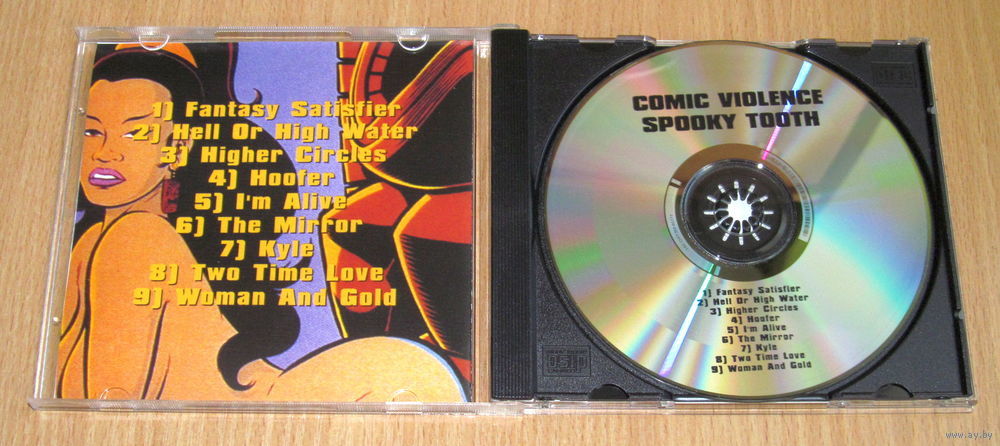 1) Fantasy Satisfier
2) Hell Or High Water
3) Higher Circles
4) Hoofer
5) I'm Alive
6) The Mirror
7) Kyle
8) Two Time Love
9) Woman And Gold
COMIC VIOLENCE
SPOOKY TOOTH
1) Fantasy Satisfier
2) Hell Or High Water
3) Higher Circles
4) Hoofer
5) I'm Alive
6) The Mirror
7) Kyle
8) Two Time Love
9) Woman And Gold
www.ay.by